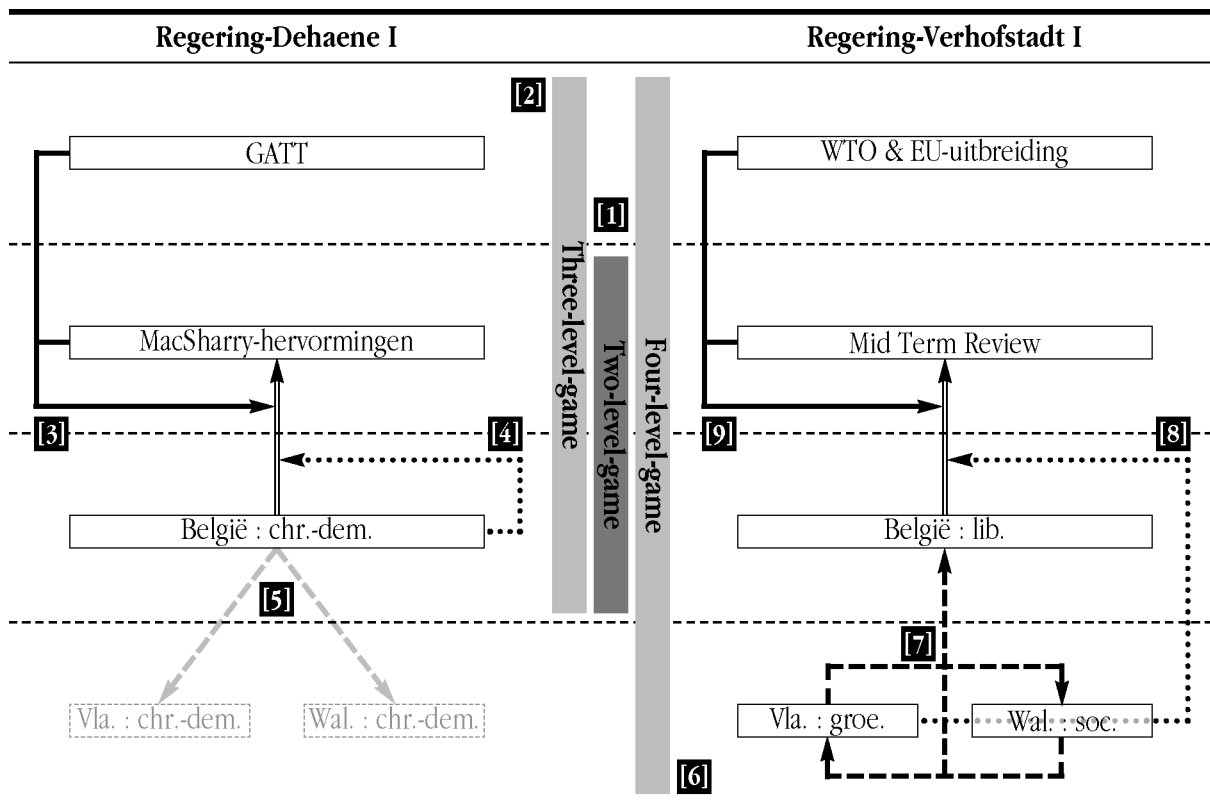 Regering-Dehaene I
Regering-Verhofstadt I
[2]
GATT
WTO & EU-uitbreiding
[1]
Three-level-game
Two-level-game
Four-level-game
MacSharry-hervormingen
Mid Term Review
[3]
[4]
[9]
[8]
België : chr.-dem.
België : lib.
[5]
[7]
Vla. : chr.-dem.
Wal. : chr.-dem.
Vla. : groe.
Wal. : soc.
[6]